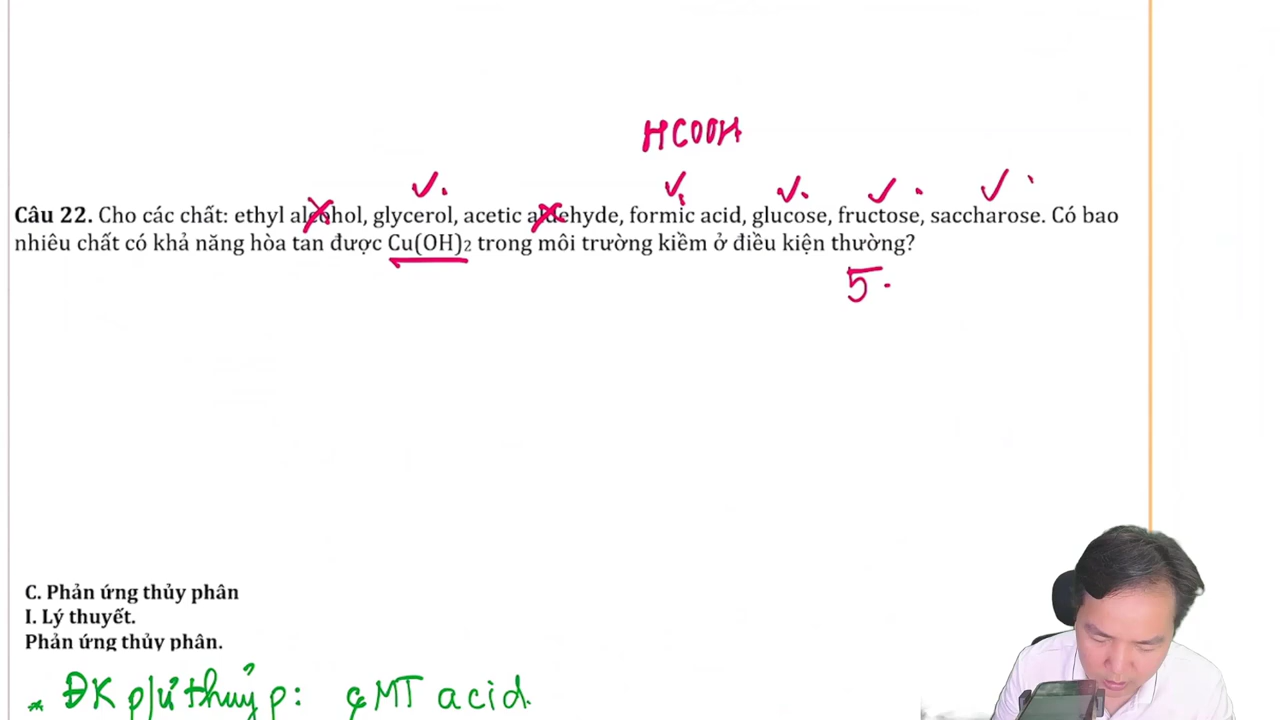 HCOOH
Câu 22. Cho các chất: ethyl alcohol, glycerol, acetic aldehyde, formic acid, glucose, fructose, saccharose. Có bao
nhiêu chất có khả năng hòa tan được Cu(OH)₂ trong môi trường kiềm ở điều kiện thường?
5.
C. Phản ứng thủy phân
I. Lý thuyết.
Phản ứng thủy phân.
* ĐK p/ứ thuỷ p: MT acid.